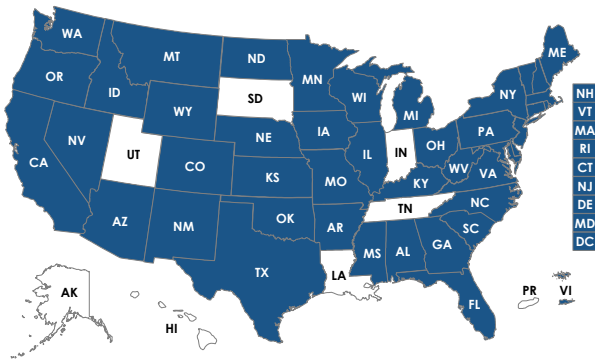 WA
MT
ND
MN
ME
OR
ID
SD
WI
NY
NH
VT
MA
RI
CT
NJ
DE
MD
DC
WY
MI
NV
NE
IA
PA
UT
IL
IN
OH
CA
CO
KS
MO
WV
VA
KY
AZ
NM
OK
AR
TN
NC
SC
TX
LA
MS
AL
GA
FL
AK
HI
PR
VI